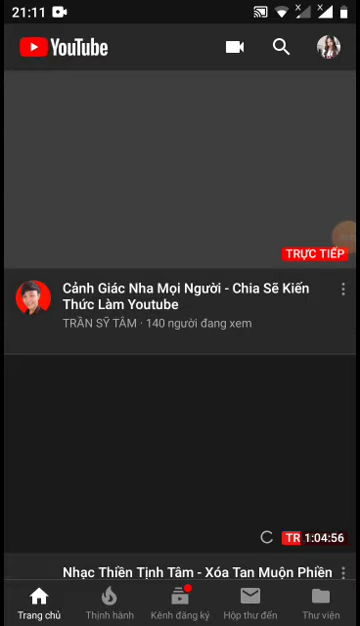 21:11
YouTube
TRỰC TIẾP
Cảnh Giác Nha Mọi Người - Chia Sẽ Kiến
Thức Làm Youtube
TRẦN SỸ TÂM · 140 người đang xem
TR 1:04:56
Nhạc Thiền Tịnh Tâm - Xóa Tan Muộn Phiền
Trang chủ Thịnh hành Kênh đăng ký Hộp thư đến Thư viện